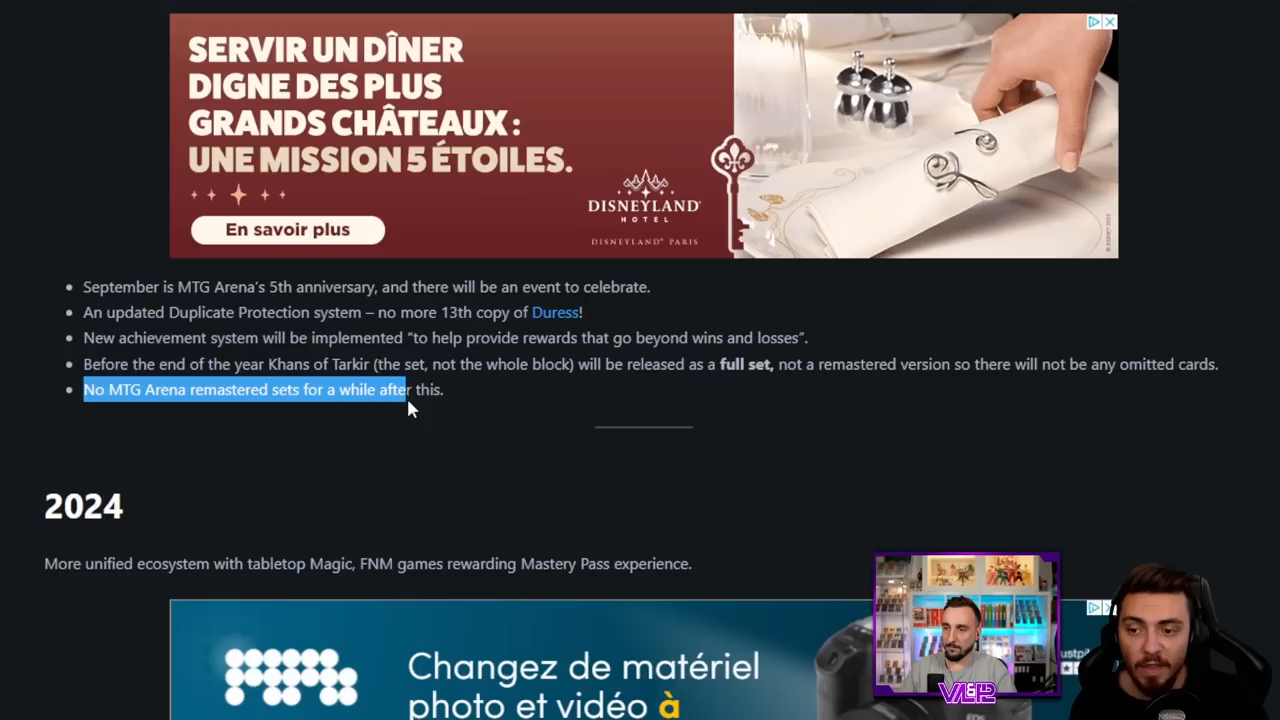 SERVIR UN DÎNER
DIGNE DES PLUS
GRANDS CHÂTEAUX :
UNE MISSION 5 ÉTOILES.
En savoir plus
DISNEYLAND
HOTEL
DISNEYLAND® PARIS
• September is MTG Arena's 5th anniversary, and there will be an event to celebrate.
• An updated Duplicate Protection system – no more 13th copy of Duress!
• New achievement system will be implemented “to help provide rewards that go beyond wins and losses”.
• Before the end of the year Khans of Tarkir (the set, not the whole block) will be released as a full set, not a remastered version so there will not be any omitted cards.
• No MTG Arena remastered sets for a while after this.
2024
More unified ecosystem with tabletop Magic, FNM games rewarding Mastery Pass experience.
Changez de matériel
photo et vidéo à